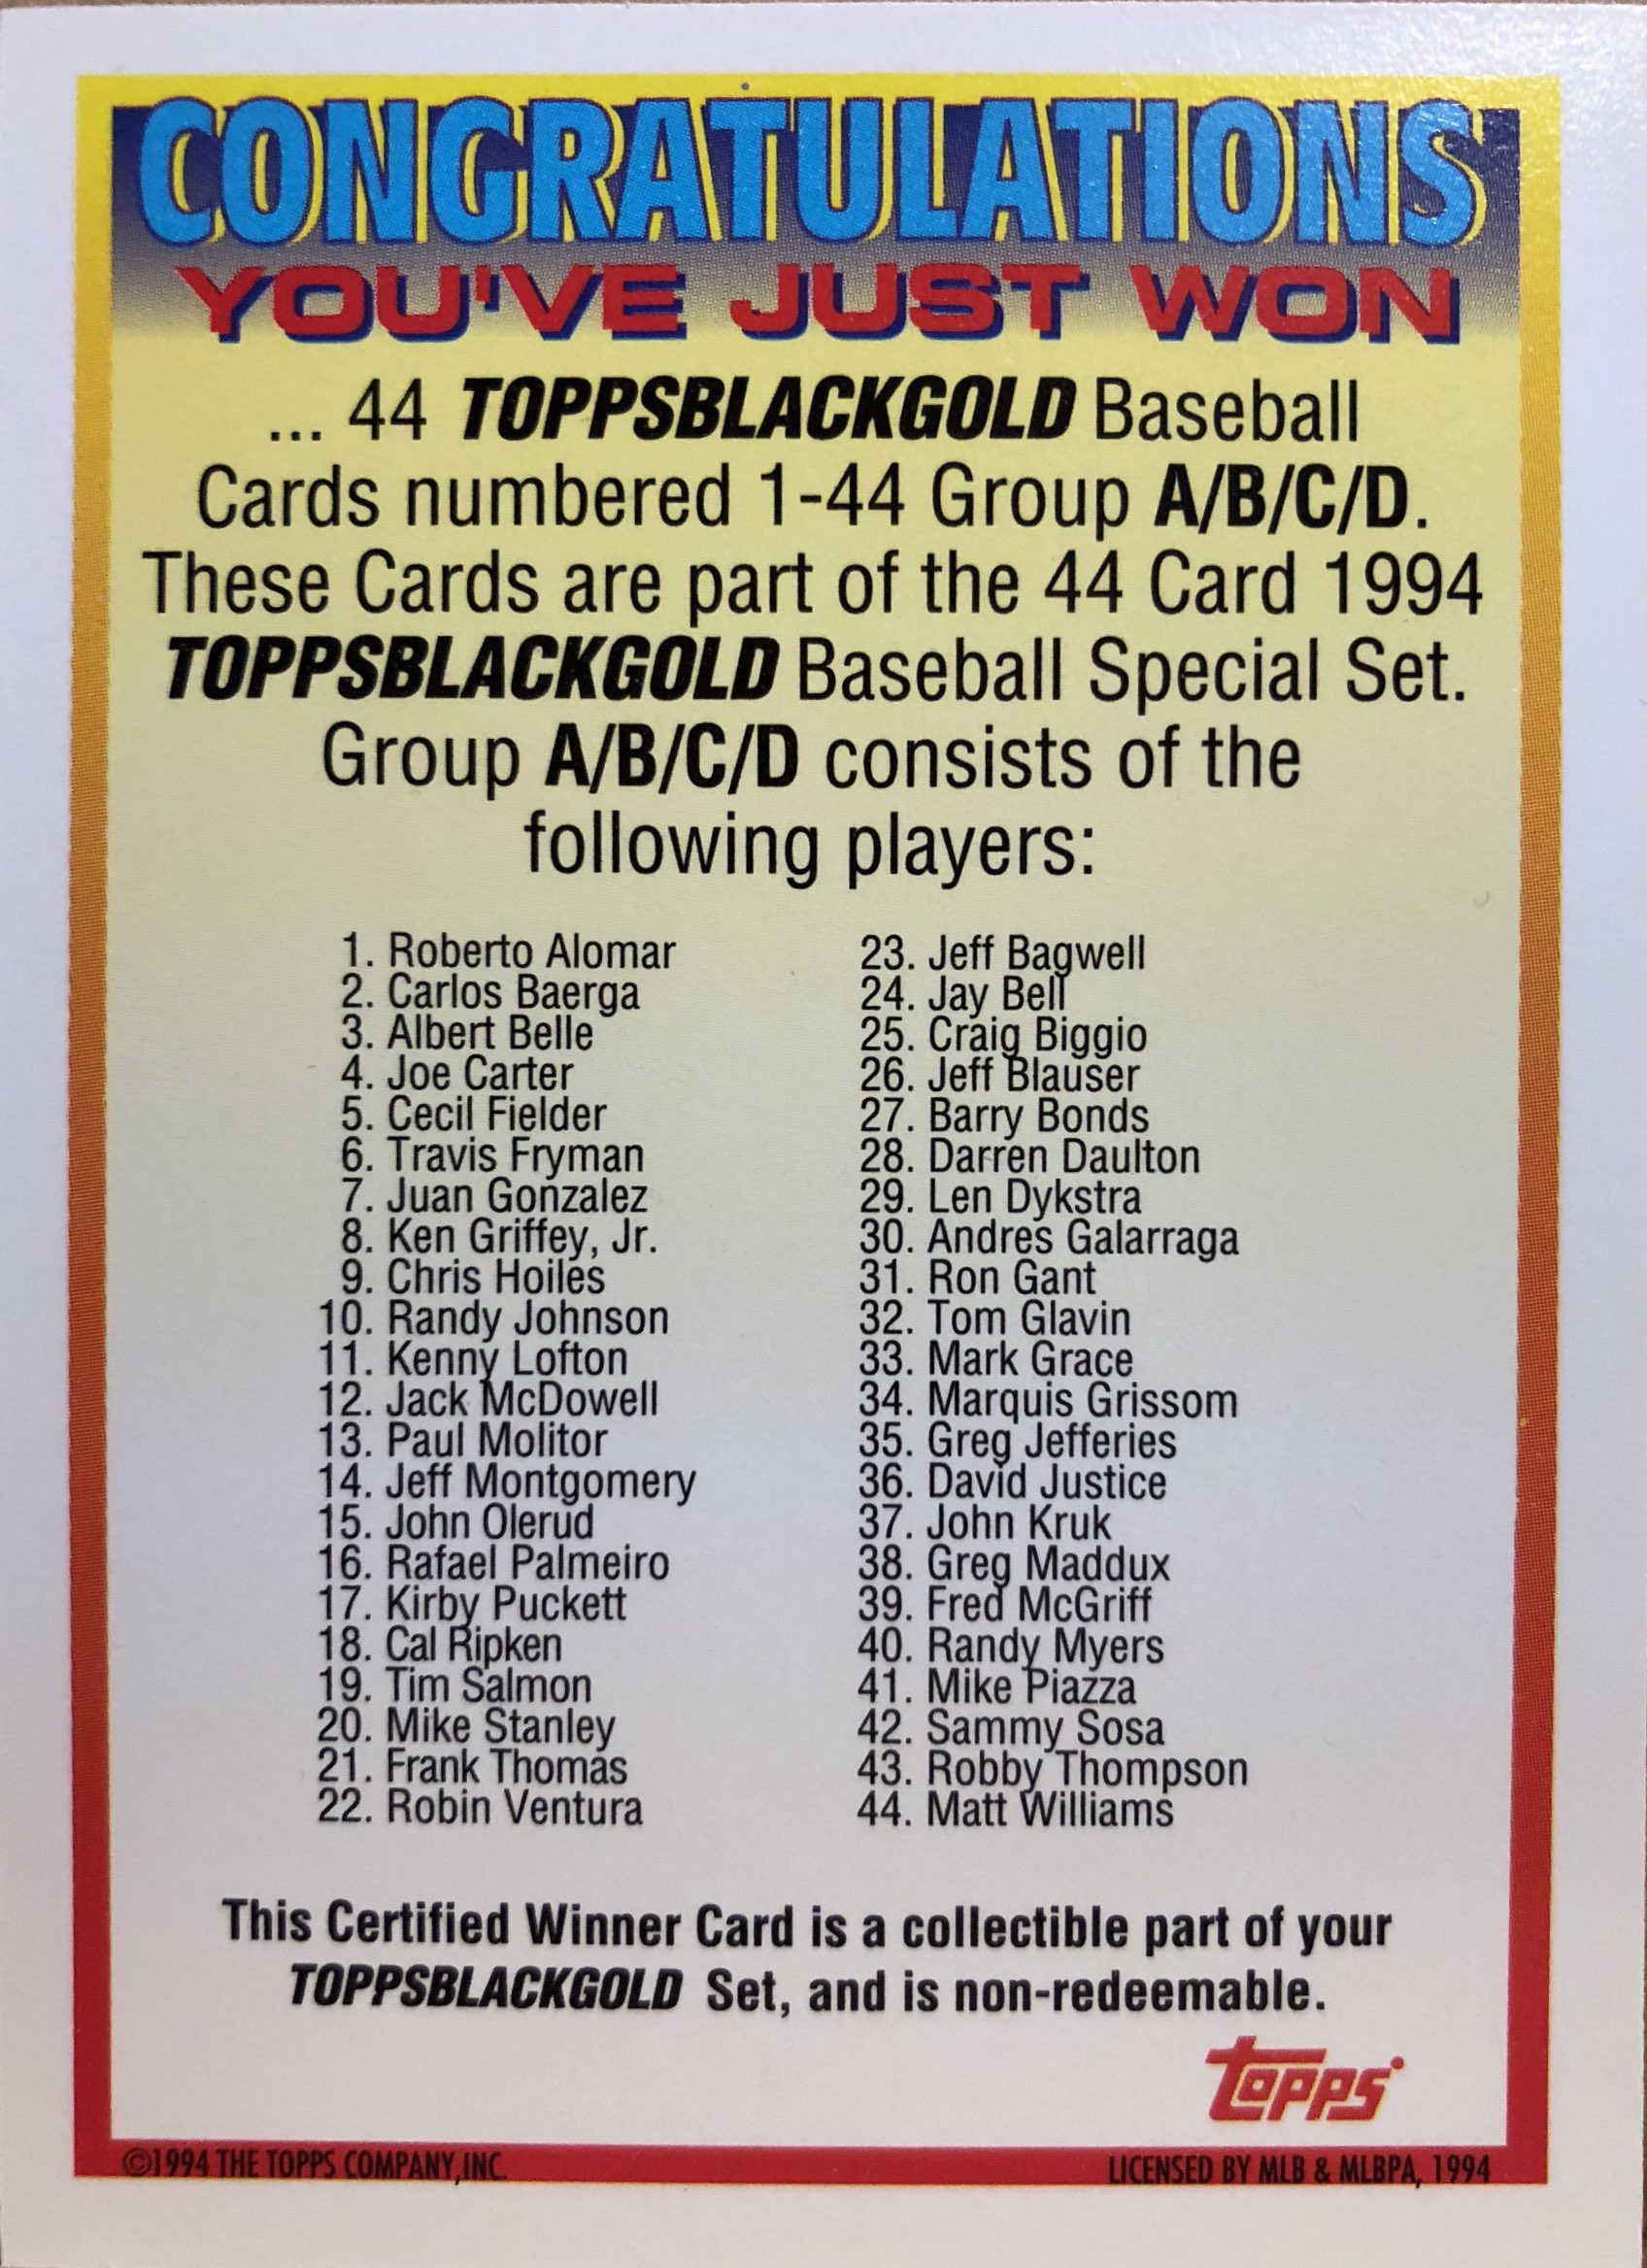 CONGRATULATIONS
YOU'VE JUST WON
... 44 TOPPSBLACKGOLD Baseball
Cards numbered 1-44 Group A/B/C/D.
These Cards are part of the 44 Card 1994
TOPPSBLACKGOLD Baseball Special Set.
Group A/B/C/D consists of the
following players:
1. Roberto Alomar
2. Carlos Baerga
3. Albert Belle
4. Joe Carter
5. Cecil Fielder
6. Travis Fryman
7. Juan Gonzalez
8. Ken Griffey, Jr.
9. Chris Hoiles
10. Randy Johnson
11. Kenny Lofton
12. Jack McDowell
13. Paul Molitor
14. Jeff Montgomery
15. John Olerud
16. Rafael Palmeiro
17. Kirby Puckett
18. Cal Ripken
19. Tim Salmon
20. Mike Stanley
21. Frank Thomas
22. Robin Ventura
23. Jeff Bagwell
24. Jay Bell
25. Craig Biggio
26. Jeff Blauser
27. Barry Bonds
28. Darren Daulton
29. Len Dykstra
30. Andres Galarraga
31. Ron Gant
32. Tom Glavin
33. Mark Grace
34. Marquis Grissom
35. Greg Jefferies
36. David Justice
37. John Kruk
38. Greg Maddux
39. Fred McGriff
40. Randy Myers
41. Mike Piazza
42. Sammy Sosa
43. Robby Thompson
44. Matt Williams
This Certified Winner Card is a collectible part of your
TOPPSBLACKGOLD Set, and is non-redeemable.
topps
©1994 THE TOPPS COMPANY, INC.
LICENSED BY MLB & MLBPA, 1994